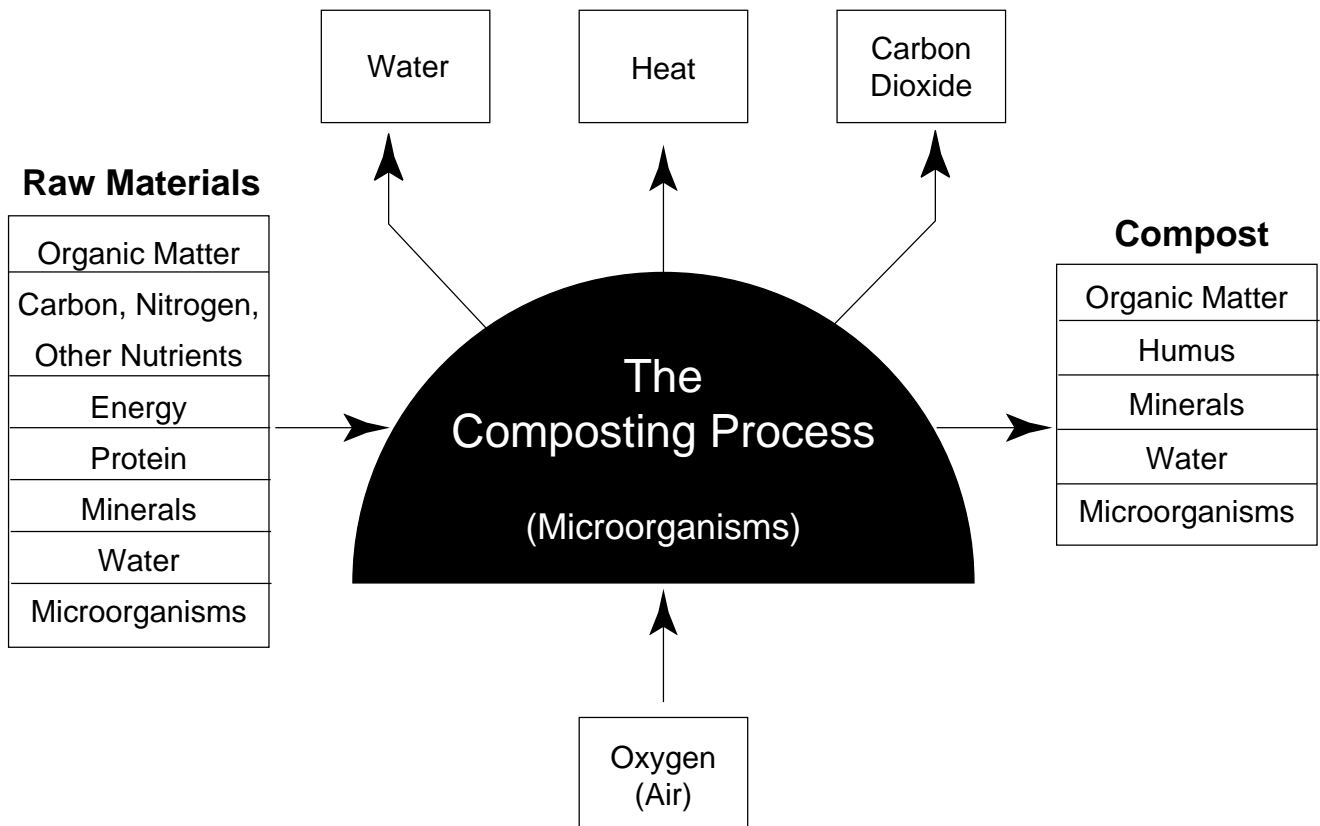 Water
Heat
Carbon
Dioxide
Raw Materials
Organic Matter
Carbon, Nitrogen,
Other Nutrients
Energy
Protein
Minerals
Water
Microorganisms
The
Composting Process
(Microorganisms)
Compost
Organic Matter
Humus
Minerals
Water
Microorganisms
Oxygen
(Air)